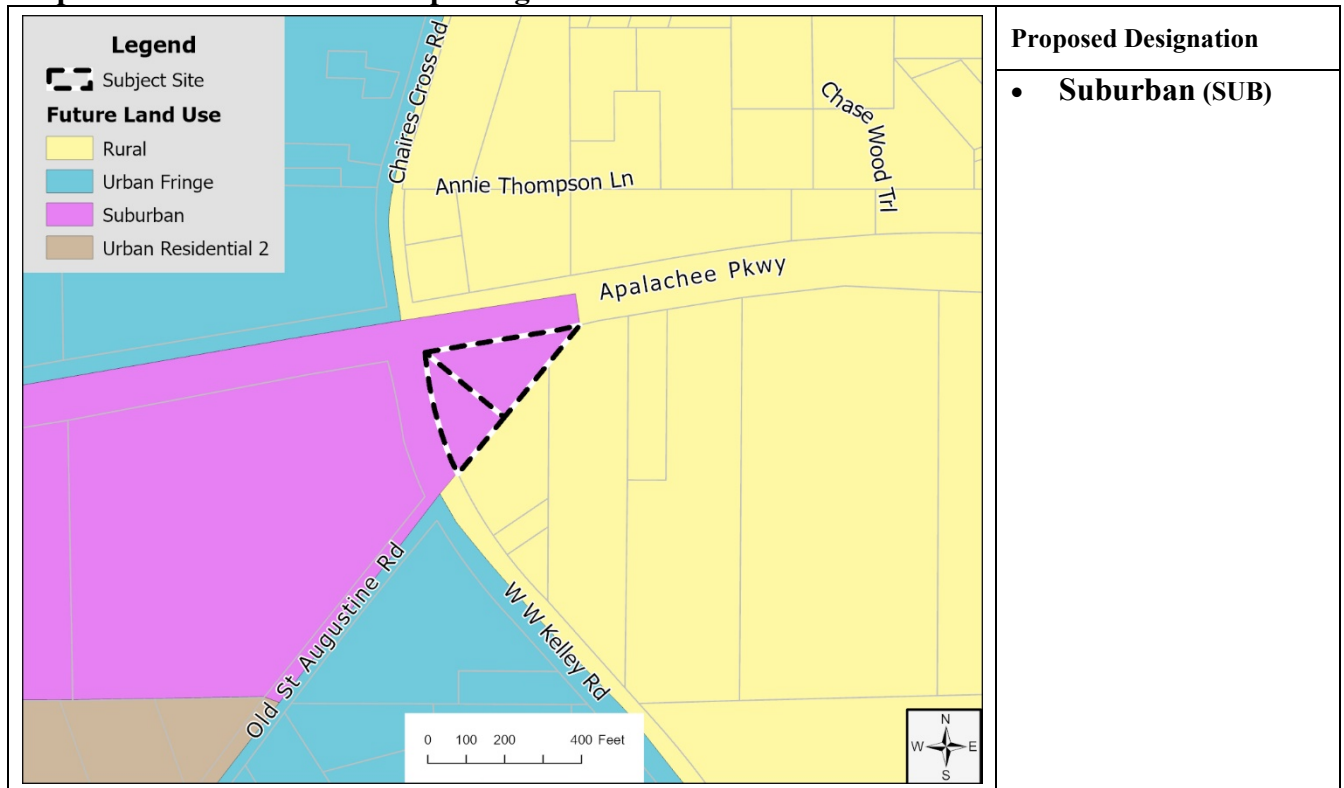 Legend
Subject Site
Future Land Use
Rural
Urban Fringe
Suburban
Urban Residential 2
Chaires Cross Rd
Chase Wood Trl
Annie Thompson Ln
Apalachee Pkwy
Old St Augustine Rd
W W Kelley Rd
0 100 200 400 Feet
N
W E
S
Proposed Designation
• Suburban (SUB)